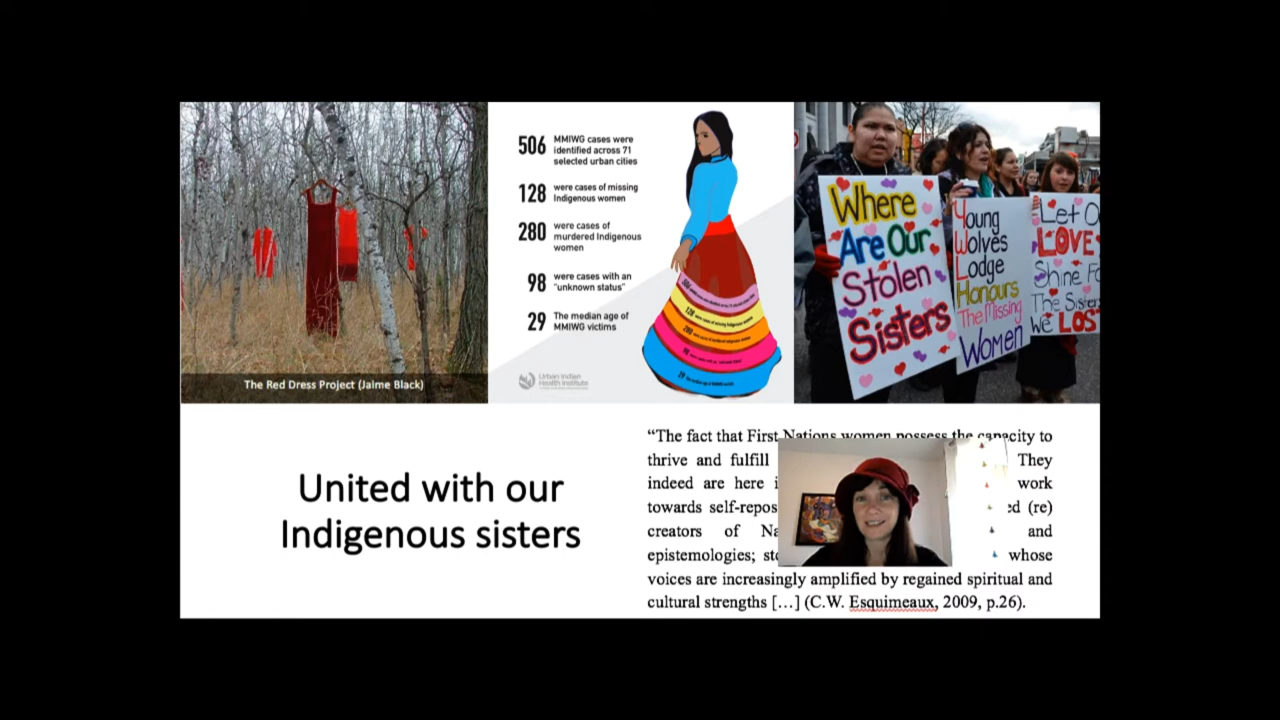 The Red Dress Project (Jaime Black)
506 MMIWG cases were
identified across 71
selected urban cities
128 were cases of missing
Indigenous women
280 were cases of
murdered Indigenous
women
98 were cases with an
"unknown status"
29 The median age of
MMIWG victims
Urban Indian
Health Institute
Where
Are Our
Stolen
Sisters
Young
Wolves
Lodge
Honours
The Missing
Women
Let O
LOVE
Shine Fo
The Sisters
We LOST
United with our
Indigenous sisters
“The fact that First Nations women possess the capacity to
thrive and fulfill They
indeed are here work
towards (re)
creators of and
epistemologies; whose
voices are increasingly amplified by regained spiritual and
cultural strengths […] (C.W. Esquimeaux, 2009, p.26).